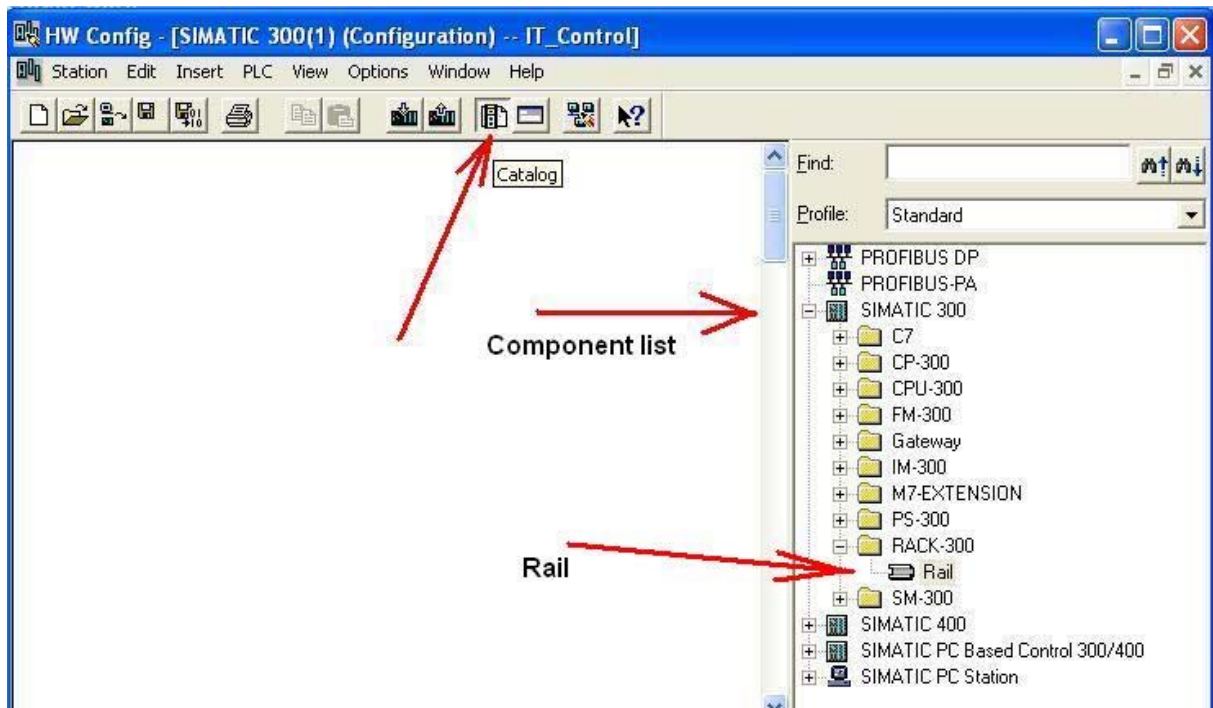 HW Config - [SIMATIC 300(1) (Configuration) -- IT_Control]
Station Edit Insert PLC View Options Window Help
Catalog
Find:
Profile: Standard
PROFIBUS DP
PROFIBUS-PA
SIMATIC 300
C7
CP-300
CPU-300
FM-300
Gateway
IM-300
M7-EXTENSION
PS-300
RACK-300
Rail
SM-300
SIMATIC 400
SIMATIC PC Based Control 300/400
SIMATIC PC Station
Component list
Rail